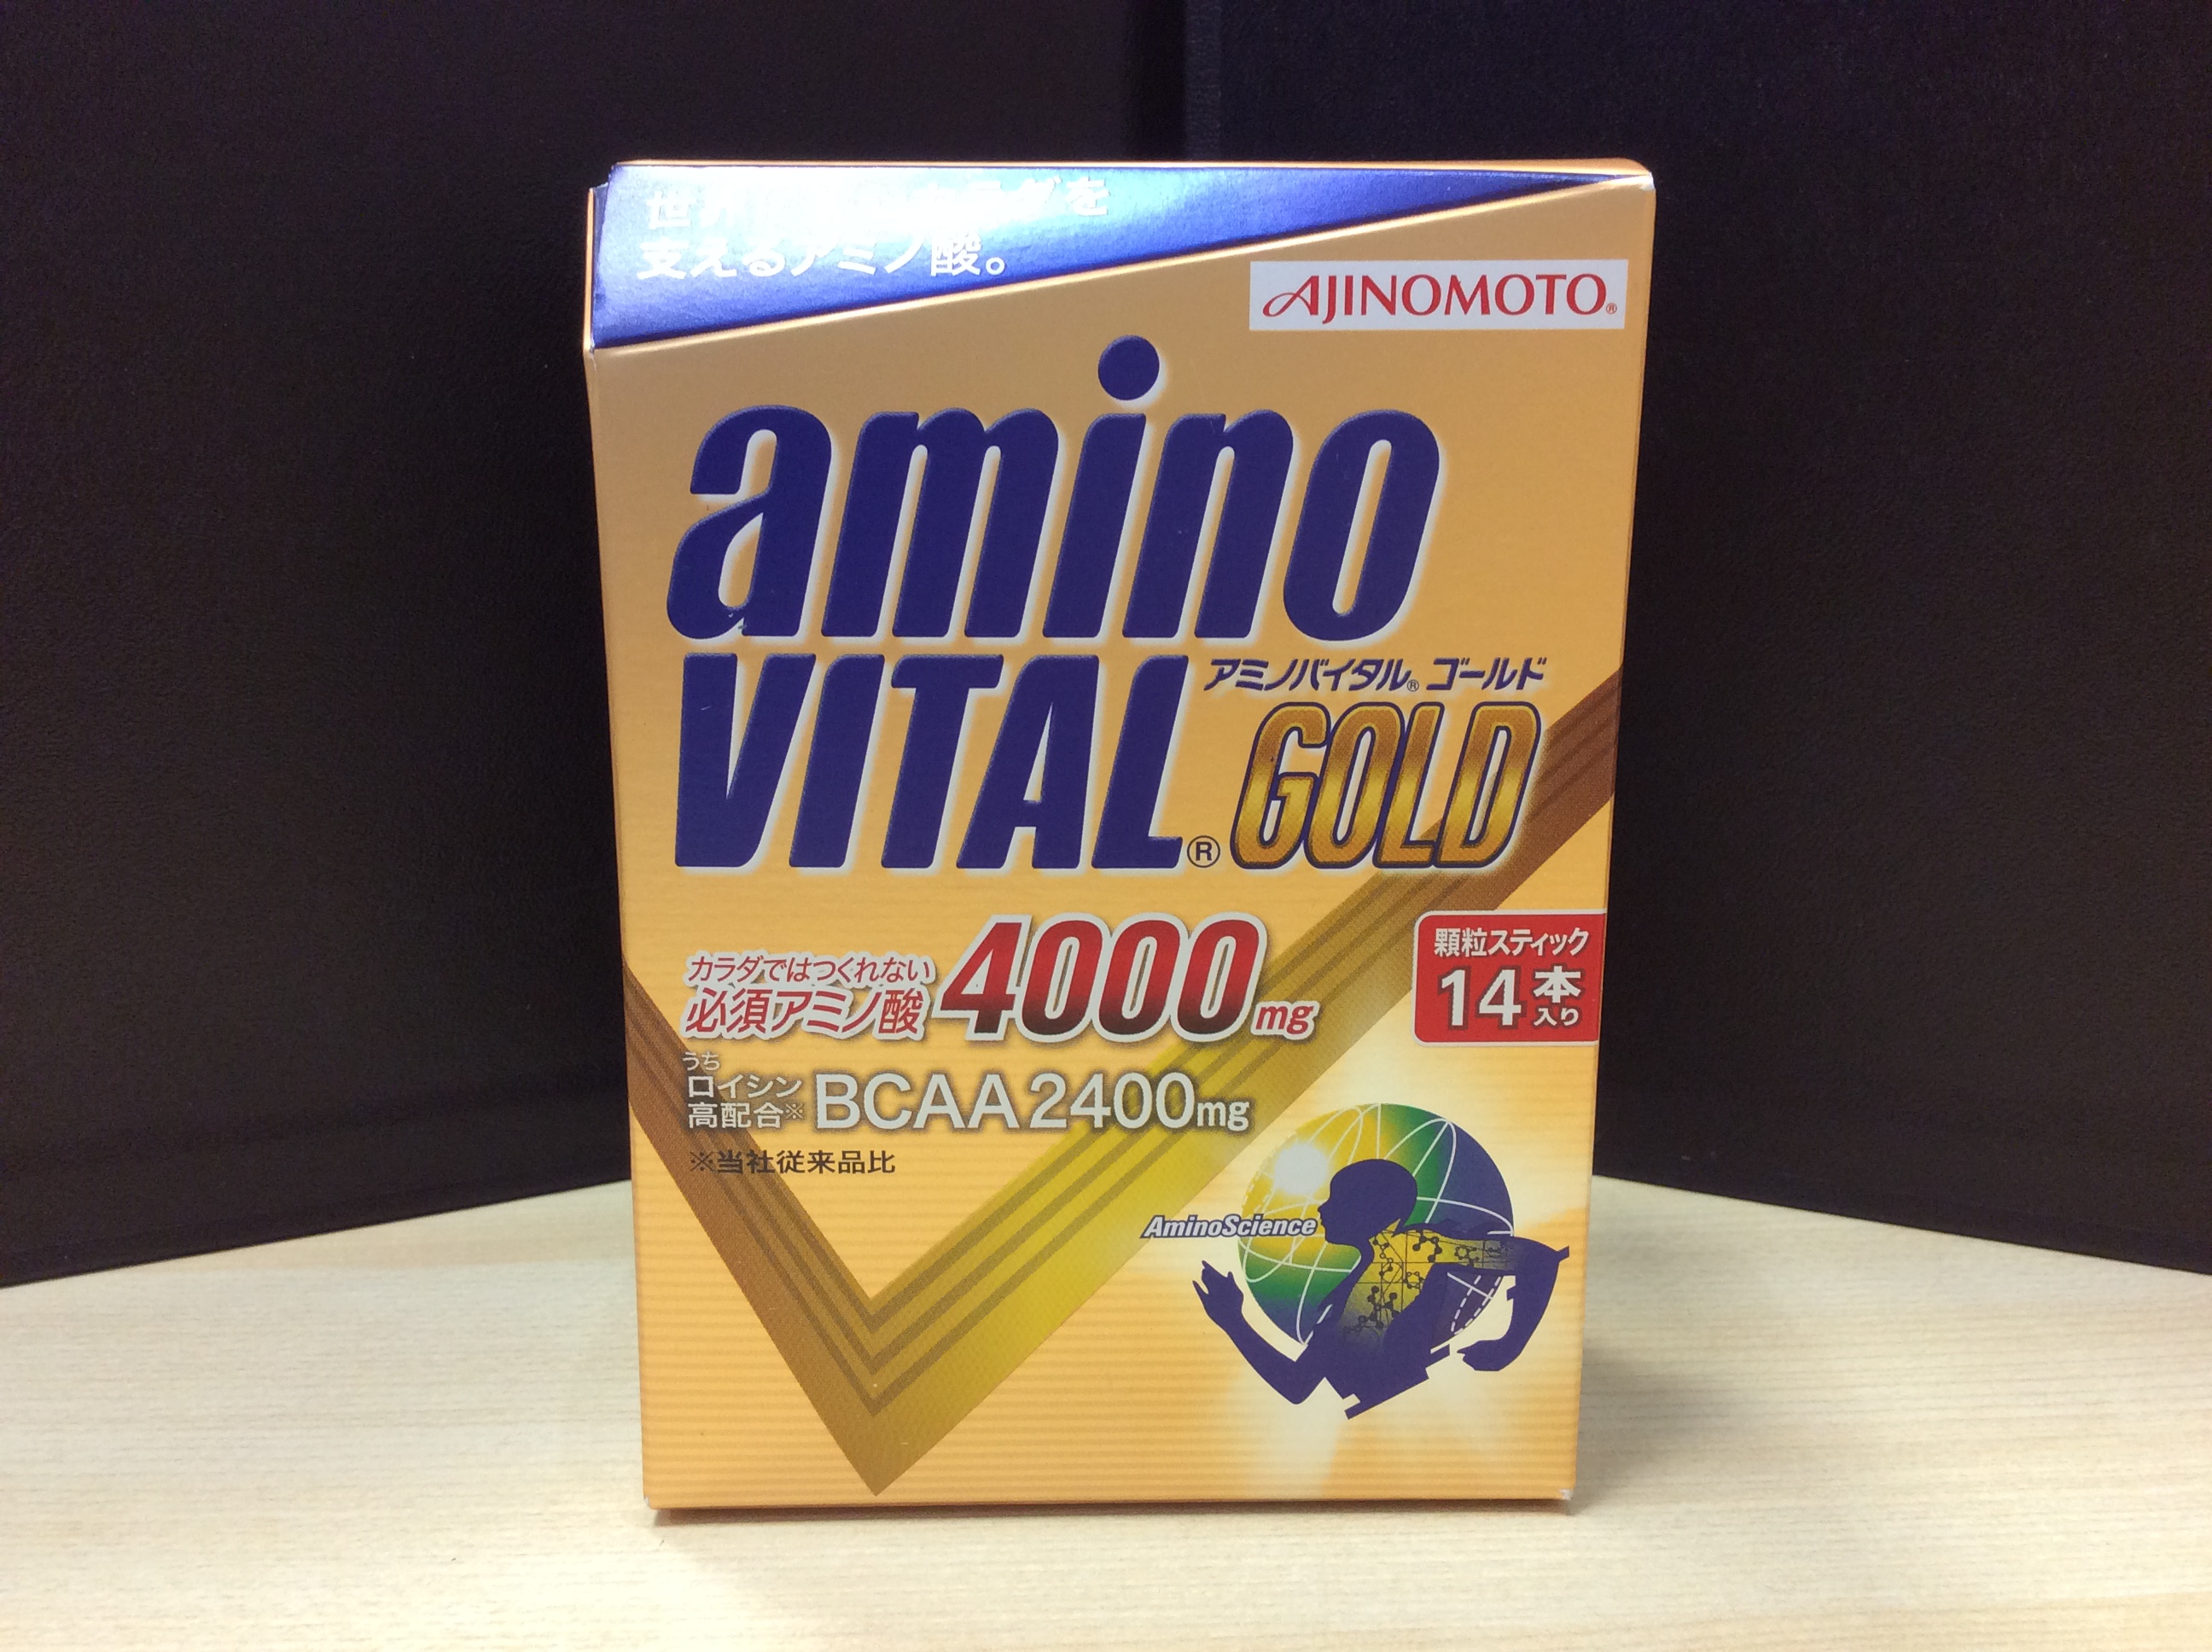 世界
支えるアミノ酸。
AJINOMOTO®
amino
VITAL®
アミノバイタル® ゴールド
GOLD
カラダではつくれない
必須アミノ酸 4000mg
顆粒スティック
14本入り
うち
ロイシン
高配合※ BCAA2400mg
※当社従来品比
AminoScience